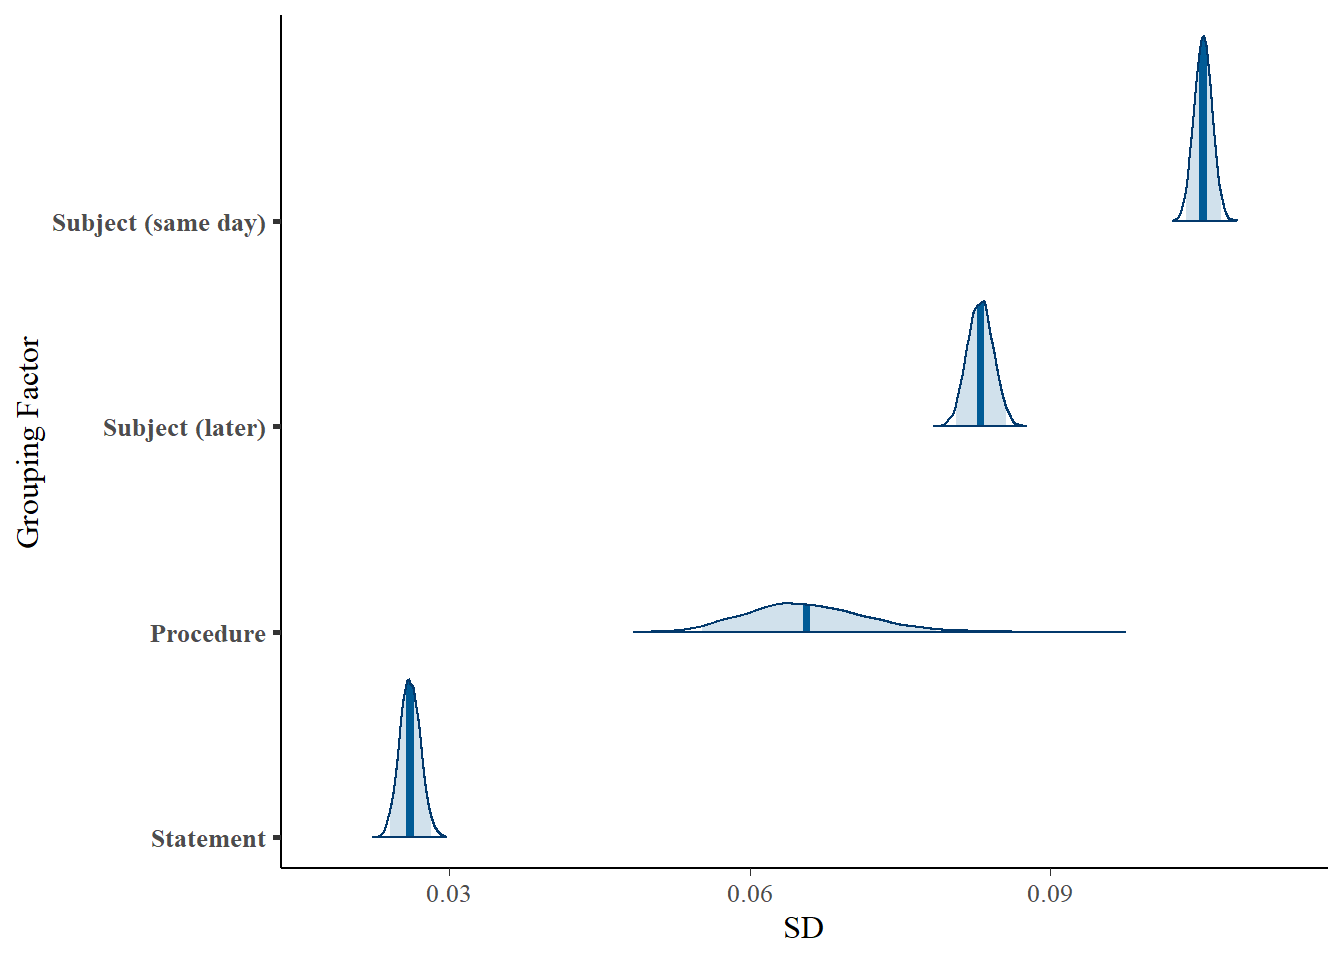 Subject (same day)
Subject (later)
Procedure
Statement
Grouping Factor
0.03
0.06
0.09
SD